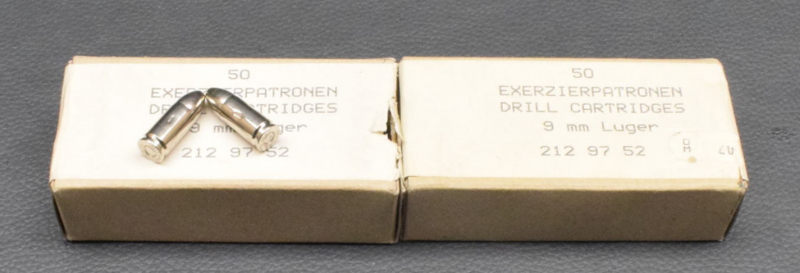 50
EXERZIERPATRONEN
DRILL CARTRIDGES
9 mm Luger
212 97 52
50
EXERZIERPATRONEN
DRILL CARTRIDGES
9 mm Luger
212 97 52